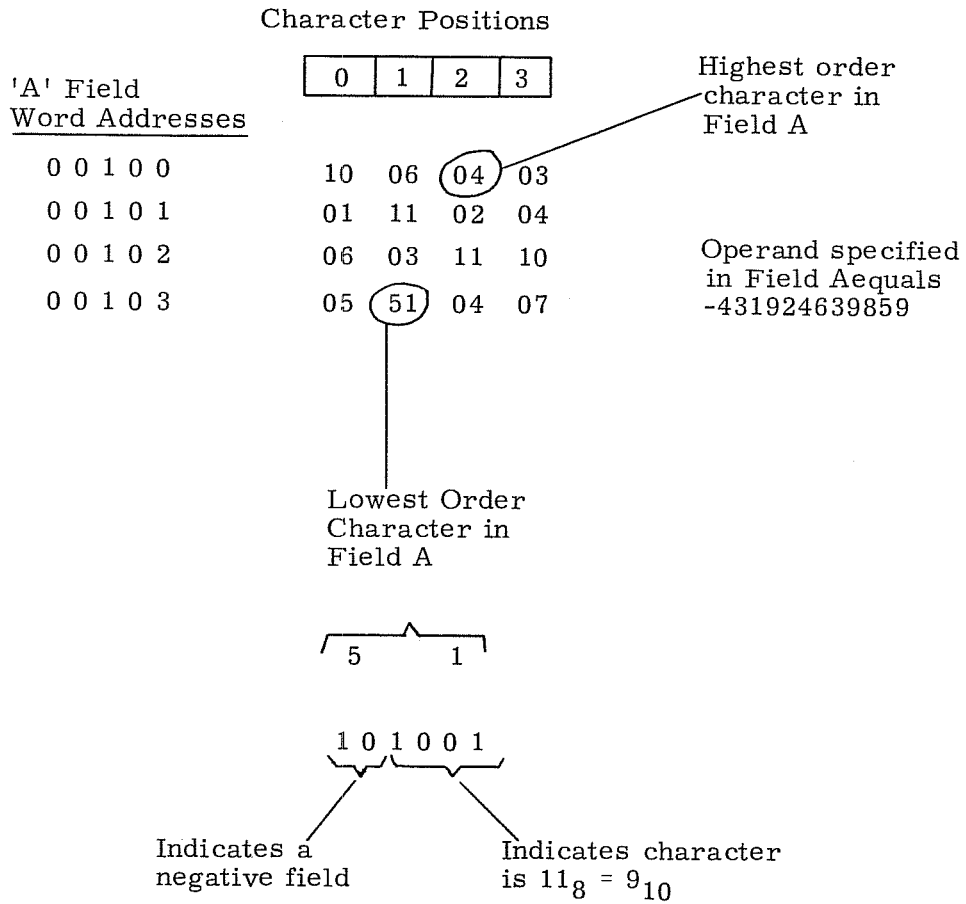 Character Positions
0 1 2 3
'A' Field
Word Addresses
Highest order
character in
Field A
0 0 1 0 0 10 06 04 03
0 0 1 0 1 01 11 02 04
0 0 1 0 2 06 03 11 10
0 0 1 0 3 05 51 04 07
Operand specified
in Field Aequals
-431924639859
Lowest Order
Character in
Field A
5 1
1 0 1 0 0 1
Indicates a
negative field
Indicates character
is 11₈ = 9₁₀